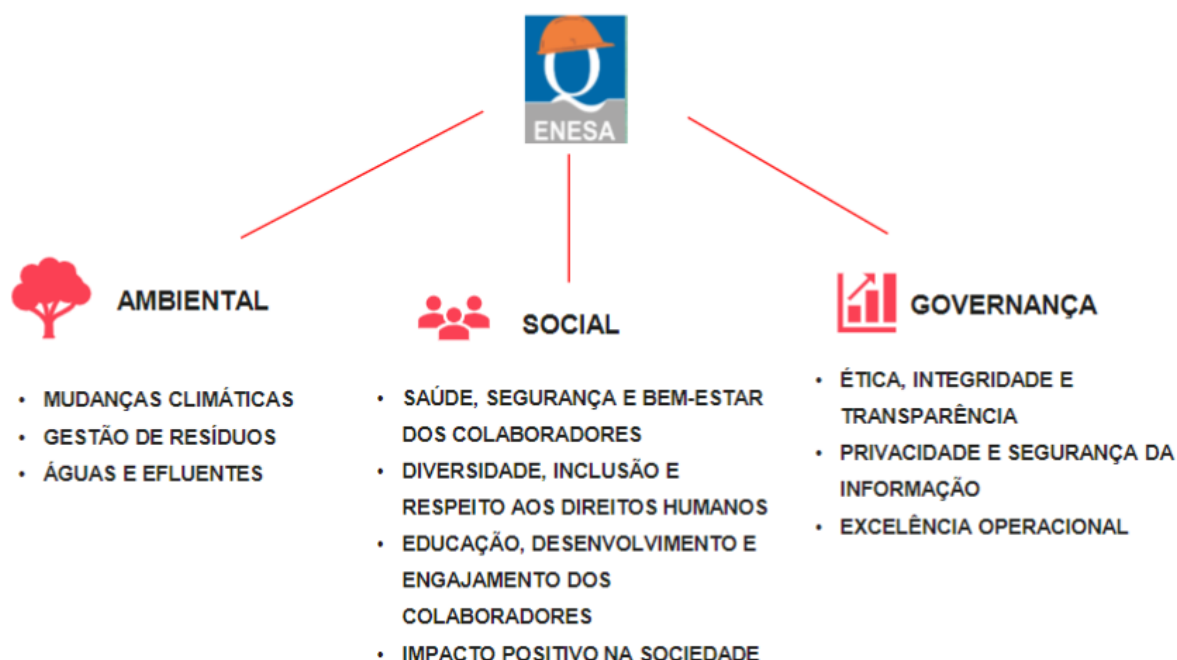 Q
ENESA
AMBIENTAL
• MUDANÇAS CLIMÁTICAS
• GESTÃO DE RESÍDUOS
• ÁGUAS E EFLUENTES
SOCIAL
• SAÚDE, SEGURANÇA E BEM-ESTAR
DOS COLABORADORES
• DIVERSIDADE, INCLUSÃO E
RESPEITO AOS DIREITOS HUMANOS
• EDUCAÇÃO, DESENVOLVIMENTO E
ENGAJAMENTO DOS
COLABORADORES
• IMPACTO POSITIVO NA SOCIEDADE
GOVERNANÇA
• ÉTICA, INTEGRIDADE E
TRANSPARÊNCIA
• PRIVACIDADE E SEGURANÇA DA
INFORMAÇÃO
• EXCELÊNCIA OPERACIONAL